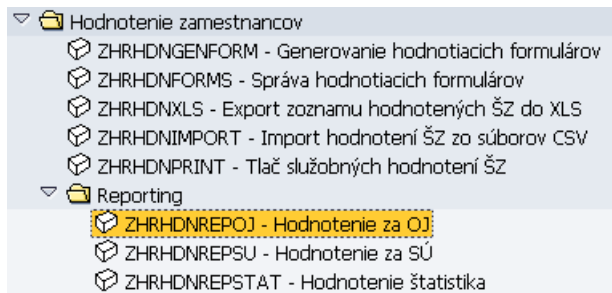 Hodnotenie zamestnancov
ZHRHDNGENFORM - Generovanie hodnotiacich formulárov
ZHRHDNFORMS - Správa hodnotiacich formulárov
ZHRHDNXLS - Export zoznamu hodnotených ŠZ do XLS
ZHRHDNIMPORT - Import hodnotení ŠZ zo súborov CSV
ZHRHDNPRINT - Tlač služobných hodnotení ŠZ
Reporting
ZHRHDNREPOJ - Hodnotenie za OJ
ZHRHDNREPSU - Hodnotenie za SÚ
ZHRHDNREPSTAT - Hodnotenie štatistika